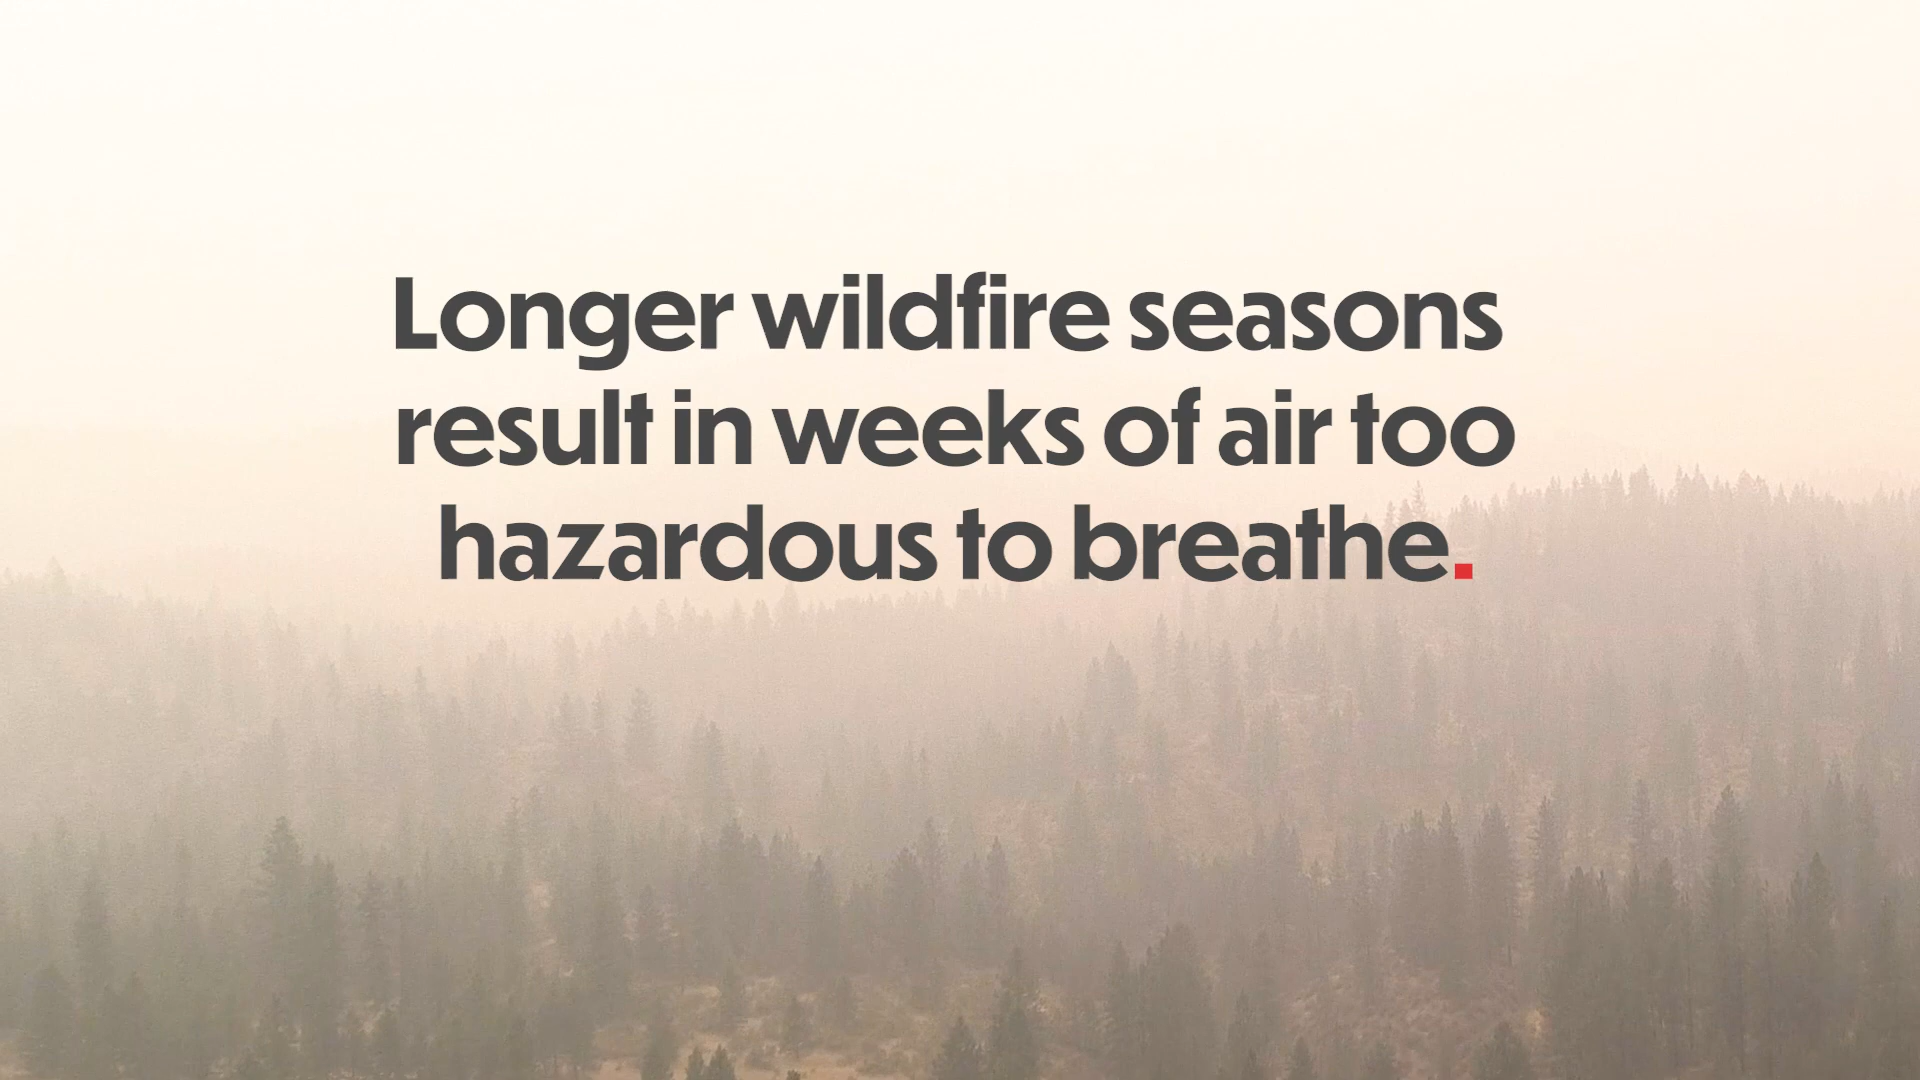 Longer wildfire seasons
result in weeks of air too
hazardous to breathe.